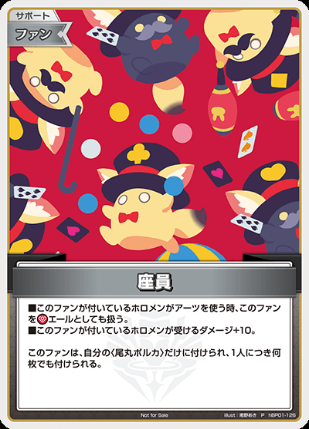 サポート
ファン
座員
■このファンが付いているホロメンがアーツを使う時、このファン
を エールとしても扱う。
■このファンが付いているホロメンが受けるダメージ+10。
このファンは、自分の〈尾丸ポルカ〉だけに付けられ、1人につき何
枚でも付けられる。
Not for Sale
P hBP01-126